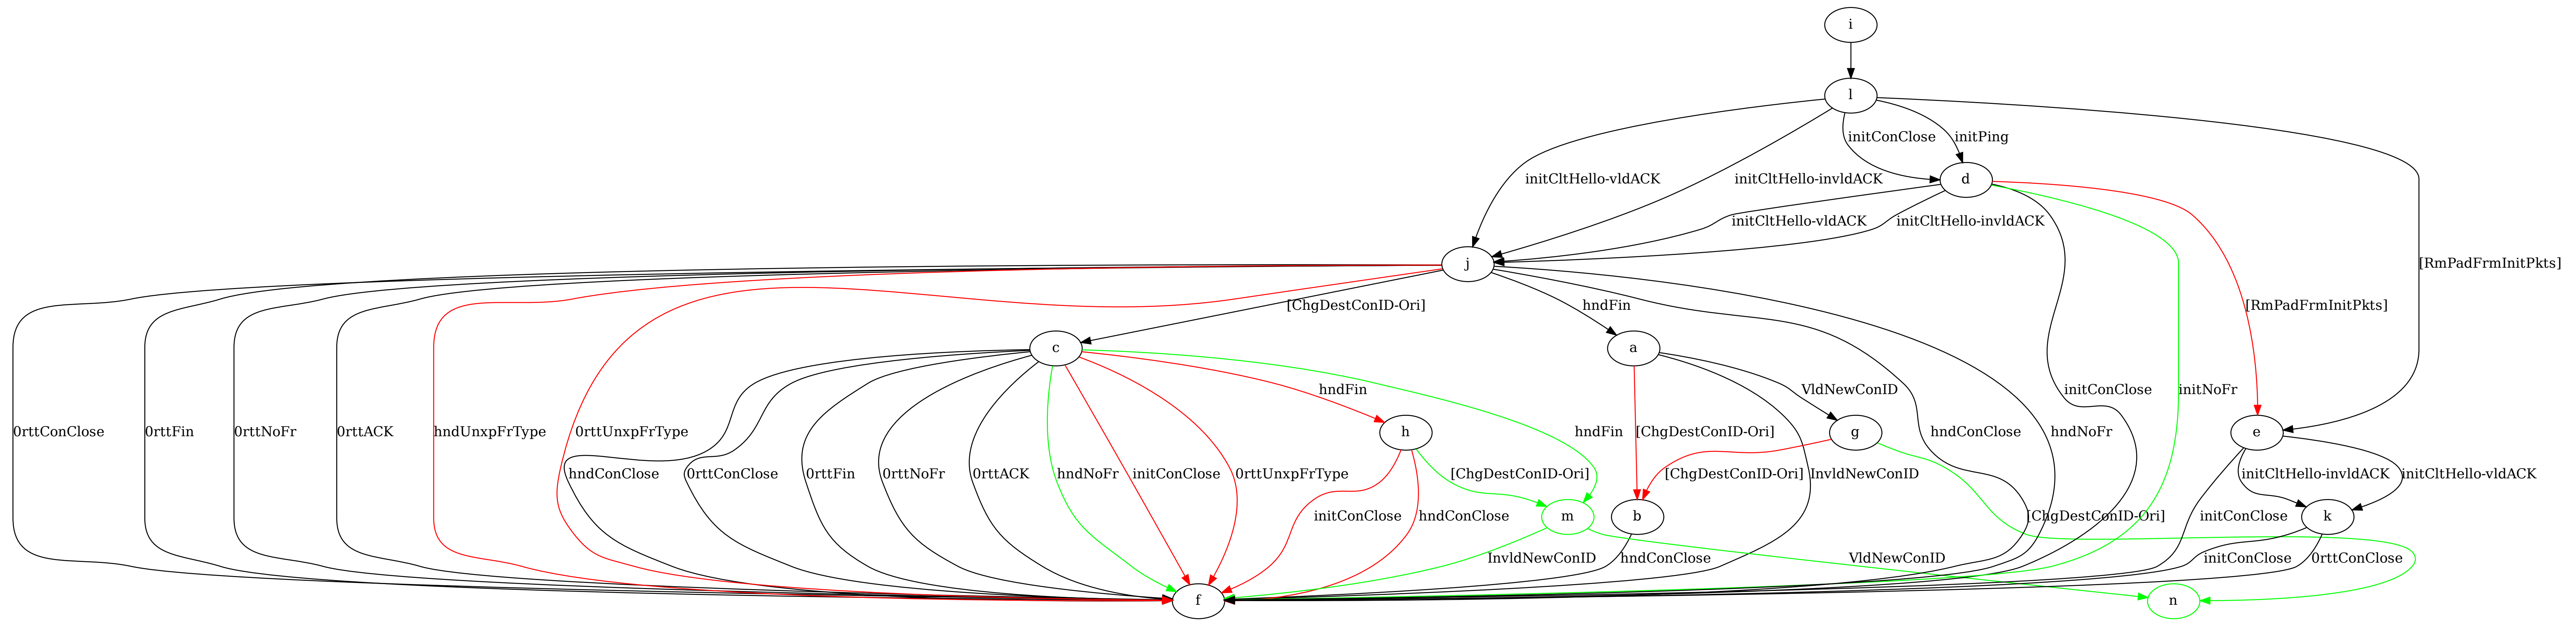 i
l
initConClose
initPing
initCltHello-vldACK
initCltHello-invldACK
d
initCltHello-vldACK
initCltHello-invldACK
j
[RmPadFrmInitPkts]
[ChgDestConID-Ori]
hndFin
[RmPadFrmInitPkts]
c
a
hndFin
VldNewConID
initConClose
initNoFr
0rttConClose
0rttFin
0rttNoFr
0rttACK
hndUnxpFrType
0rttUnxpFrType
h
hndFin
[ChgDestConID-Ori]
g
hndConClose
hndNoFr
e
hndConClose
0rttConClose
0rttFin
0rttNoFr
0rttACK
hndNoFr
initConClose
0rttUnxpFrType
[ChgDestConID-Ori]
[ChgDestConID-Ori]
InvldNewConID
initCltHello-invldACK
initCltHello-vldACK
initConClose
hndConClose
m
b
[ChgDestConID-Ori]
initConClose
k
InvldNewConID
hndConClose
VldNewConID
initConClose
0rttConClose
f
n